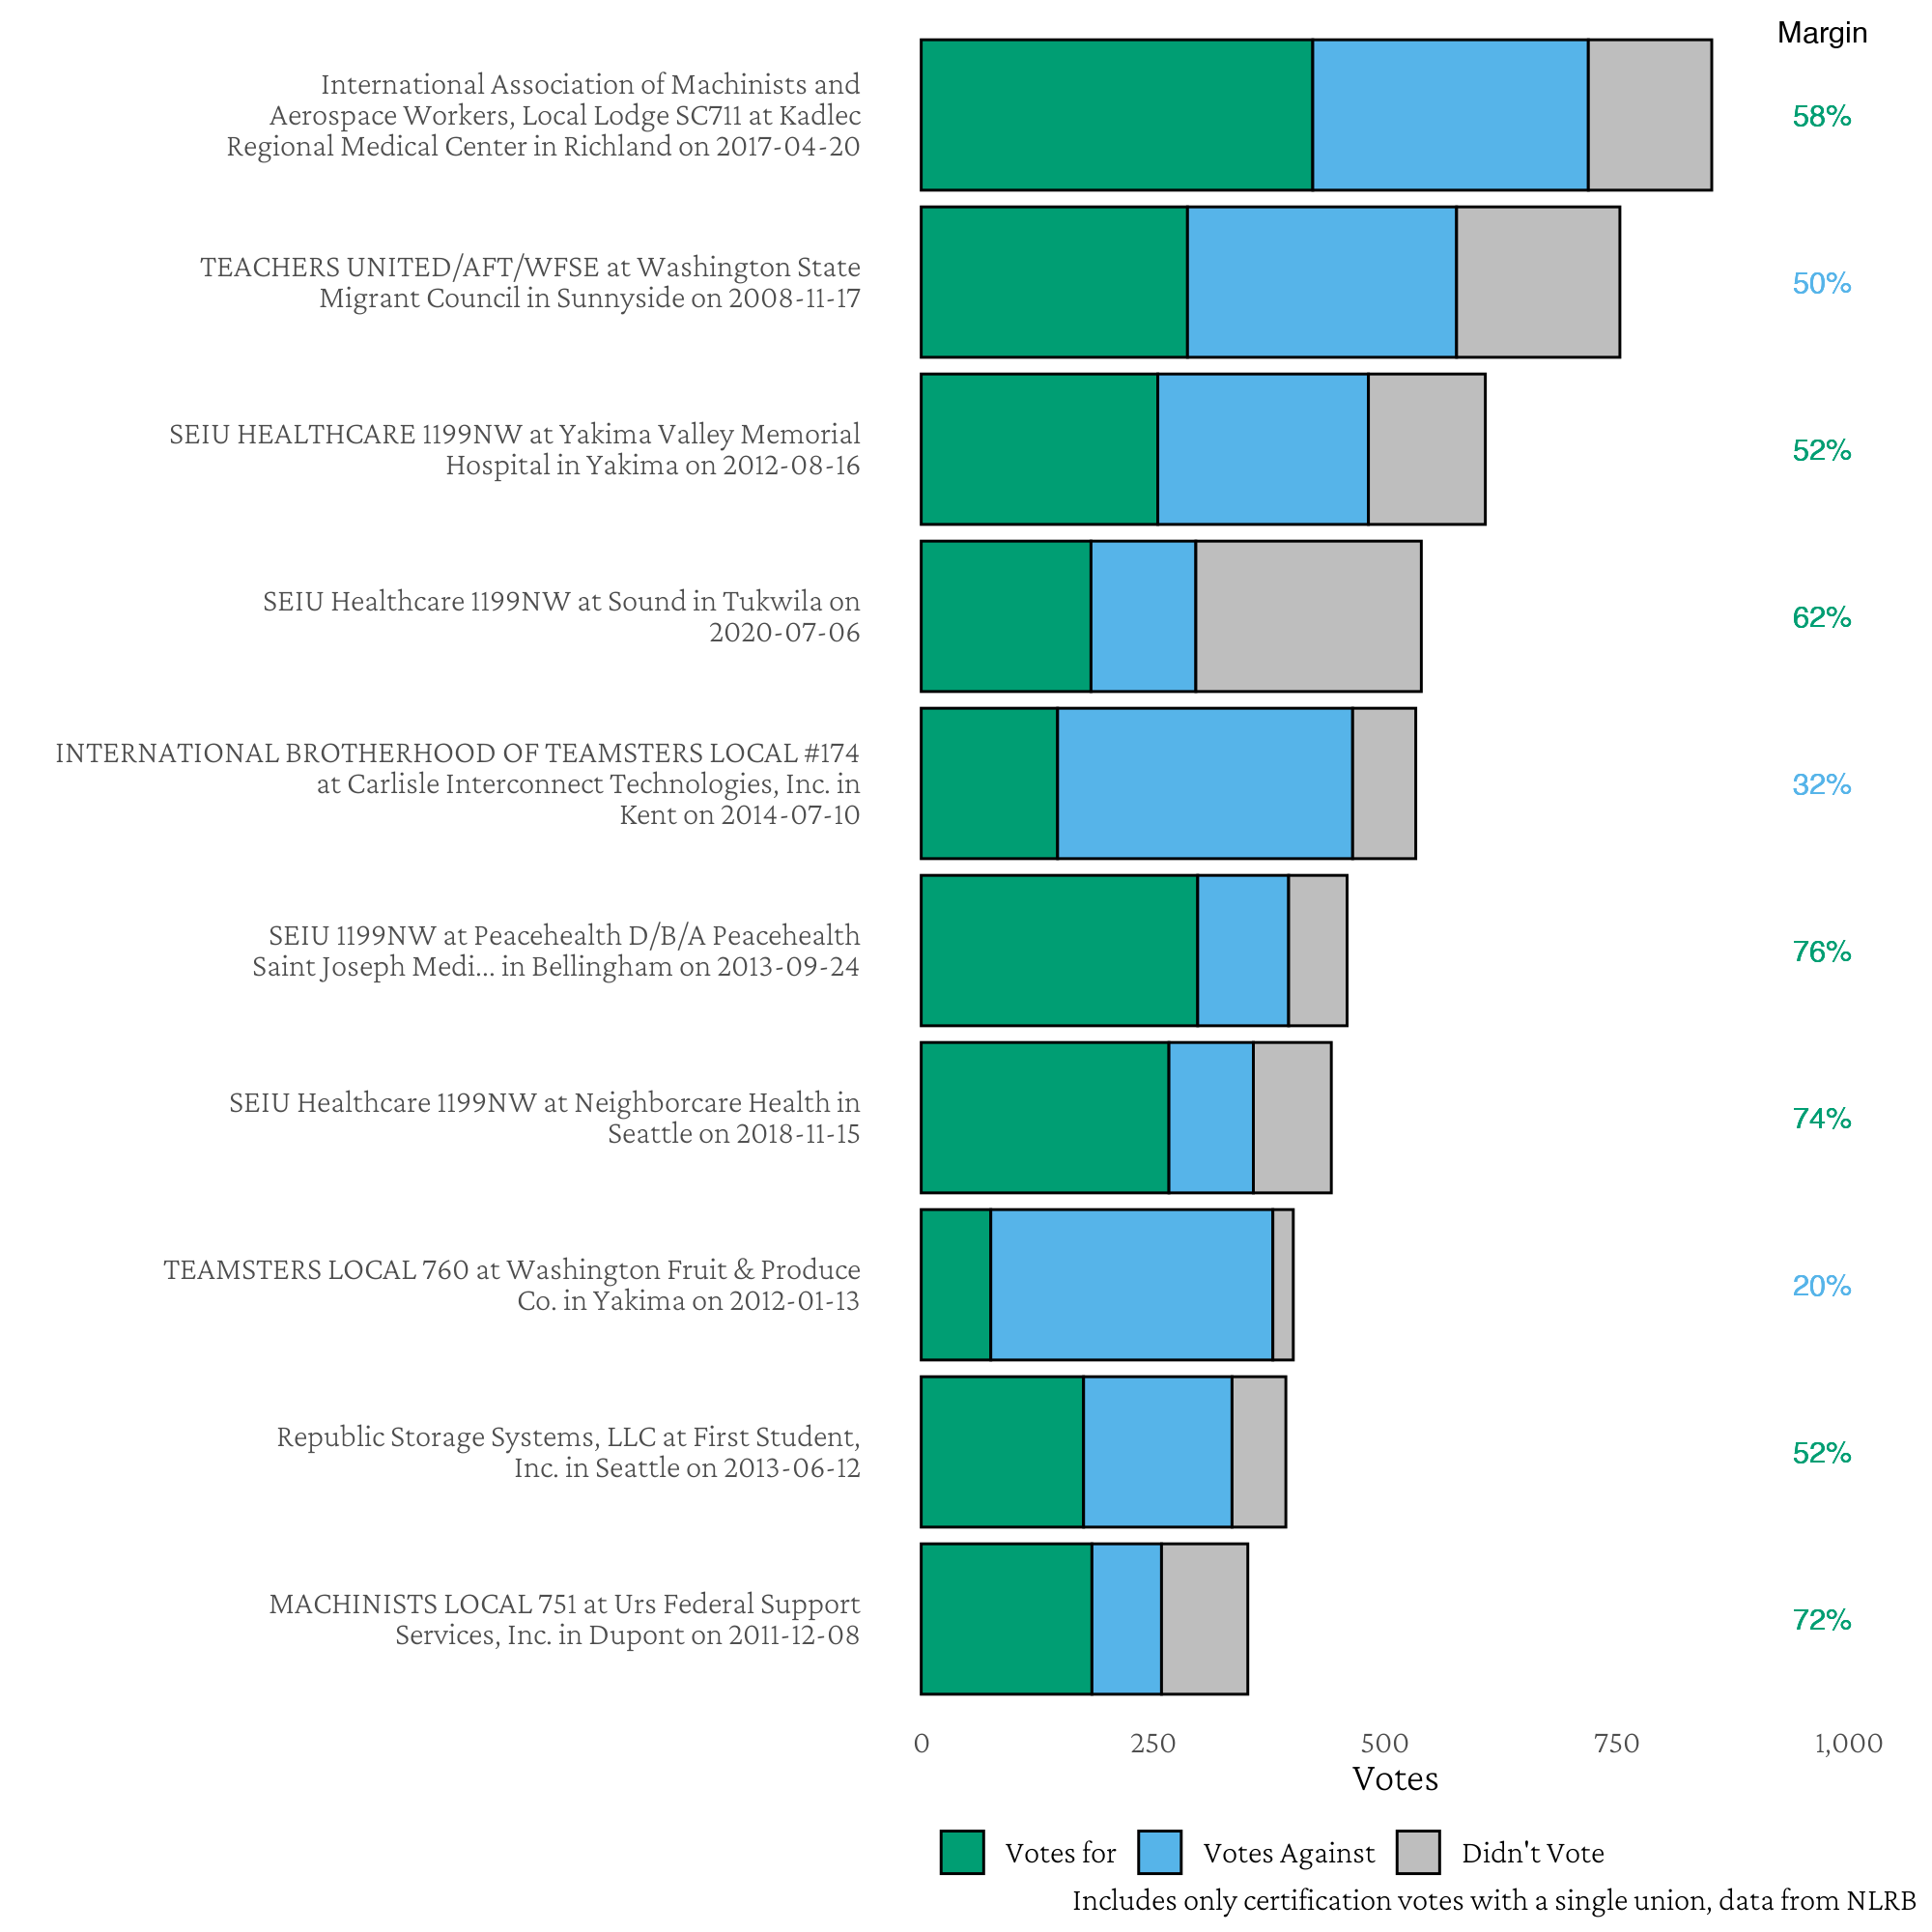 Margin
International Association of Machinists and
Aerospace Workers, Local Lodge SC711 at Kadlec
Regional Medical Center in Richland on 2017-04-20
58%
TEACHERS UNITED/AFT/WFSE at Washington State
Migrant Council in Sunnyside on 2008-11-17
50%
SEIU HEALTHCARE 1199NW at Yakima Valley Memorial
Hospital in Yakima on 2012-08-16
52%
SEIU Healthcare 1199NW at Sound in Tukwila on
2020-07-06
62%
INTERNATIONAL BROTHERHOOD OF TEAMSTERS LOCAL #174
at Carlisle Interconnect Technologies, Inc. in
Kent on 2014-07-10
32%
SEIU 1199NW at Peacehealth D/B/A Peacehealth
Saint Joseph Medi... in Bellingham on 2013-09-24
76%
SEIU Healthcare 1199NW at Neighborcare Health in
Seattle on 2018-11-15
74%
TEAMSTERS LOCAL 760 at Washington Fruit & Produce
Co. in Yakima on 2012-01-13
20%
Republic Storage Systems, LLC at First Student,
Inc. in Seattle on 2013-06-12
52%
MACHINISTS LOCAL 751 at Urs Federal Support
Services, Inc. in Dupont on 2011-12-08
72%
0 250 500 750 1,000
Votes
Votes for Votes Against Didn't Vote
Includes only certification votes with a single union, data from NLRB